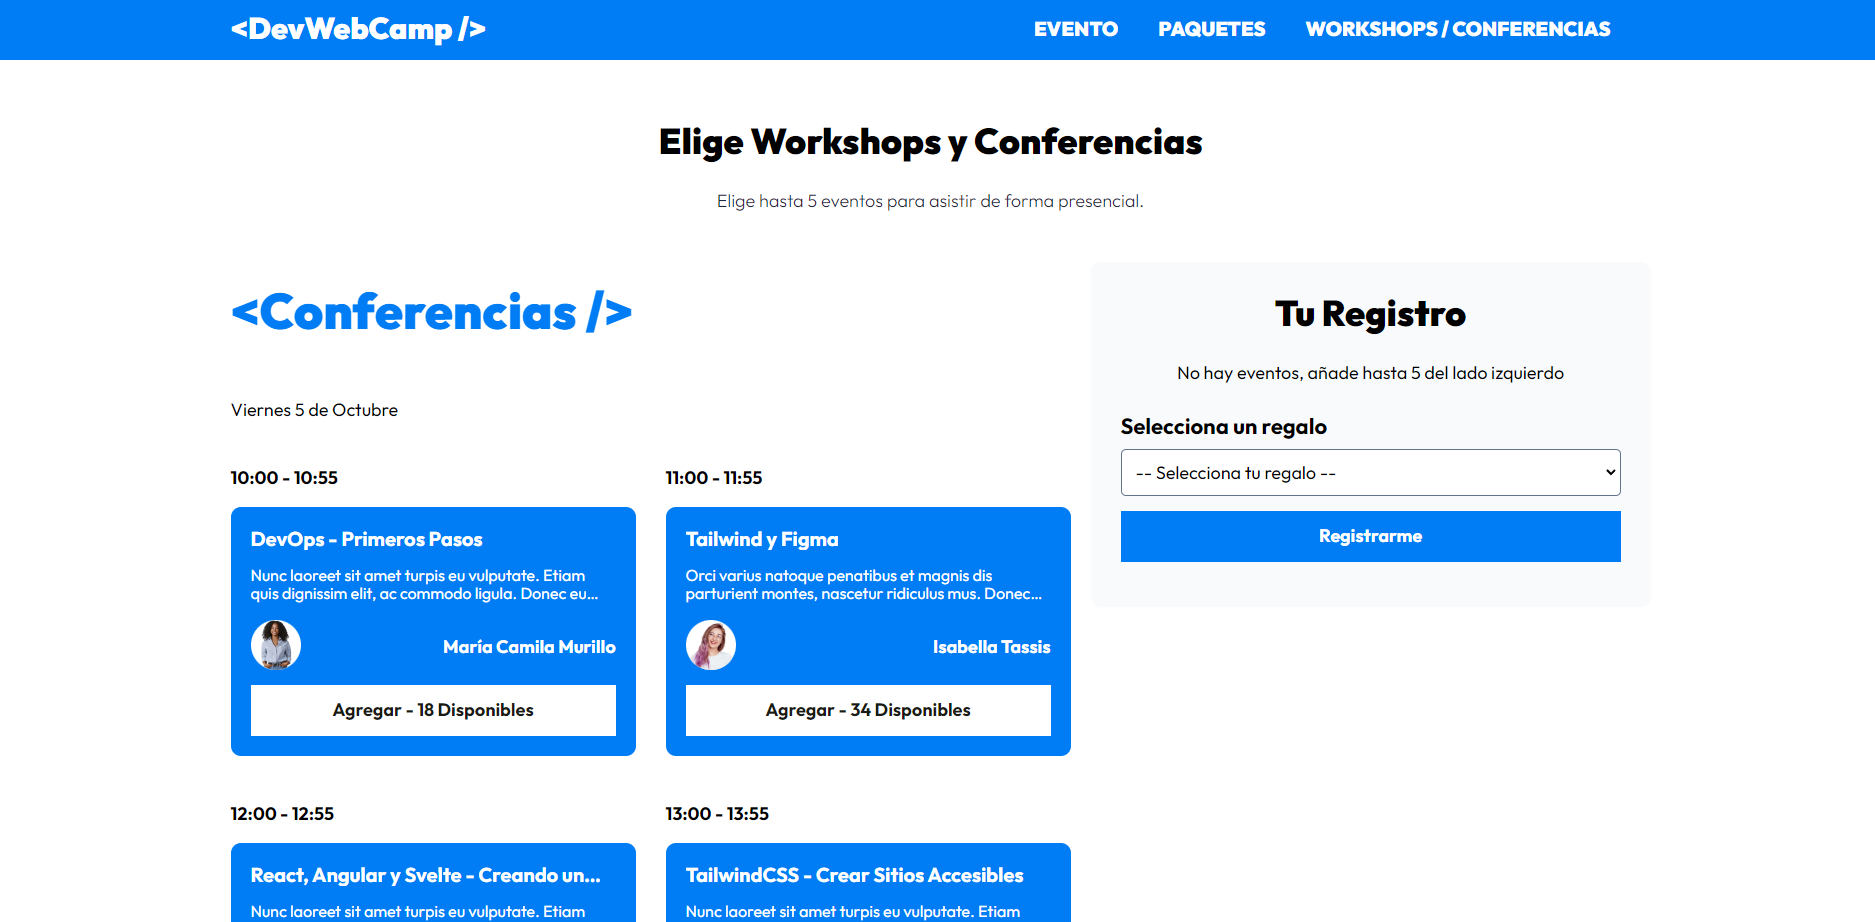 <DevWebCamp />
EVENTO
PAQUETES
WORKSHOPS / CONFERENCIAS
Elige Workshops y Conferencias
Elige hasta 5 eventos para asistir de forma presencial.
<Conferencias />
Viernes 5 de Octubre
10:00 - 10:55
DevOps - Primeros Pasos
Nunc laoreet sit amet turpis eu vulputate. Etiam
quis dignissim elit, ac commodo ligula. Donec eu...
María Camila Murillo
Agregar - 18 Disponibles
11:00 - 11:55
Tailwind y Figma
Orci varius natoque penatibus et magnis dis
parturient montes, nascetur ridiculus mus. Donec...
Isabella Tassis
Agregar - 34 Disponibles
12:00 - 12:55
React, Angular y Svelte - Creando un...
Nunc laoreet sit amet turpis eu vulputate. Etiam
13:00 - 13:55
TailwindCSS - Crear Sitios Accesibles
Nunc laoreet sit amet turpis eu vulputate. Etiam
Tu Registro
No hay eventos, añade hasta 5 del lado izquierdo
Selecciona un regalo
-- Selecciona tu regalo --
Registrarme